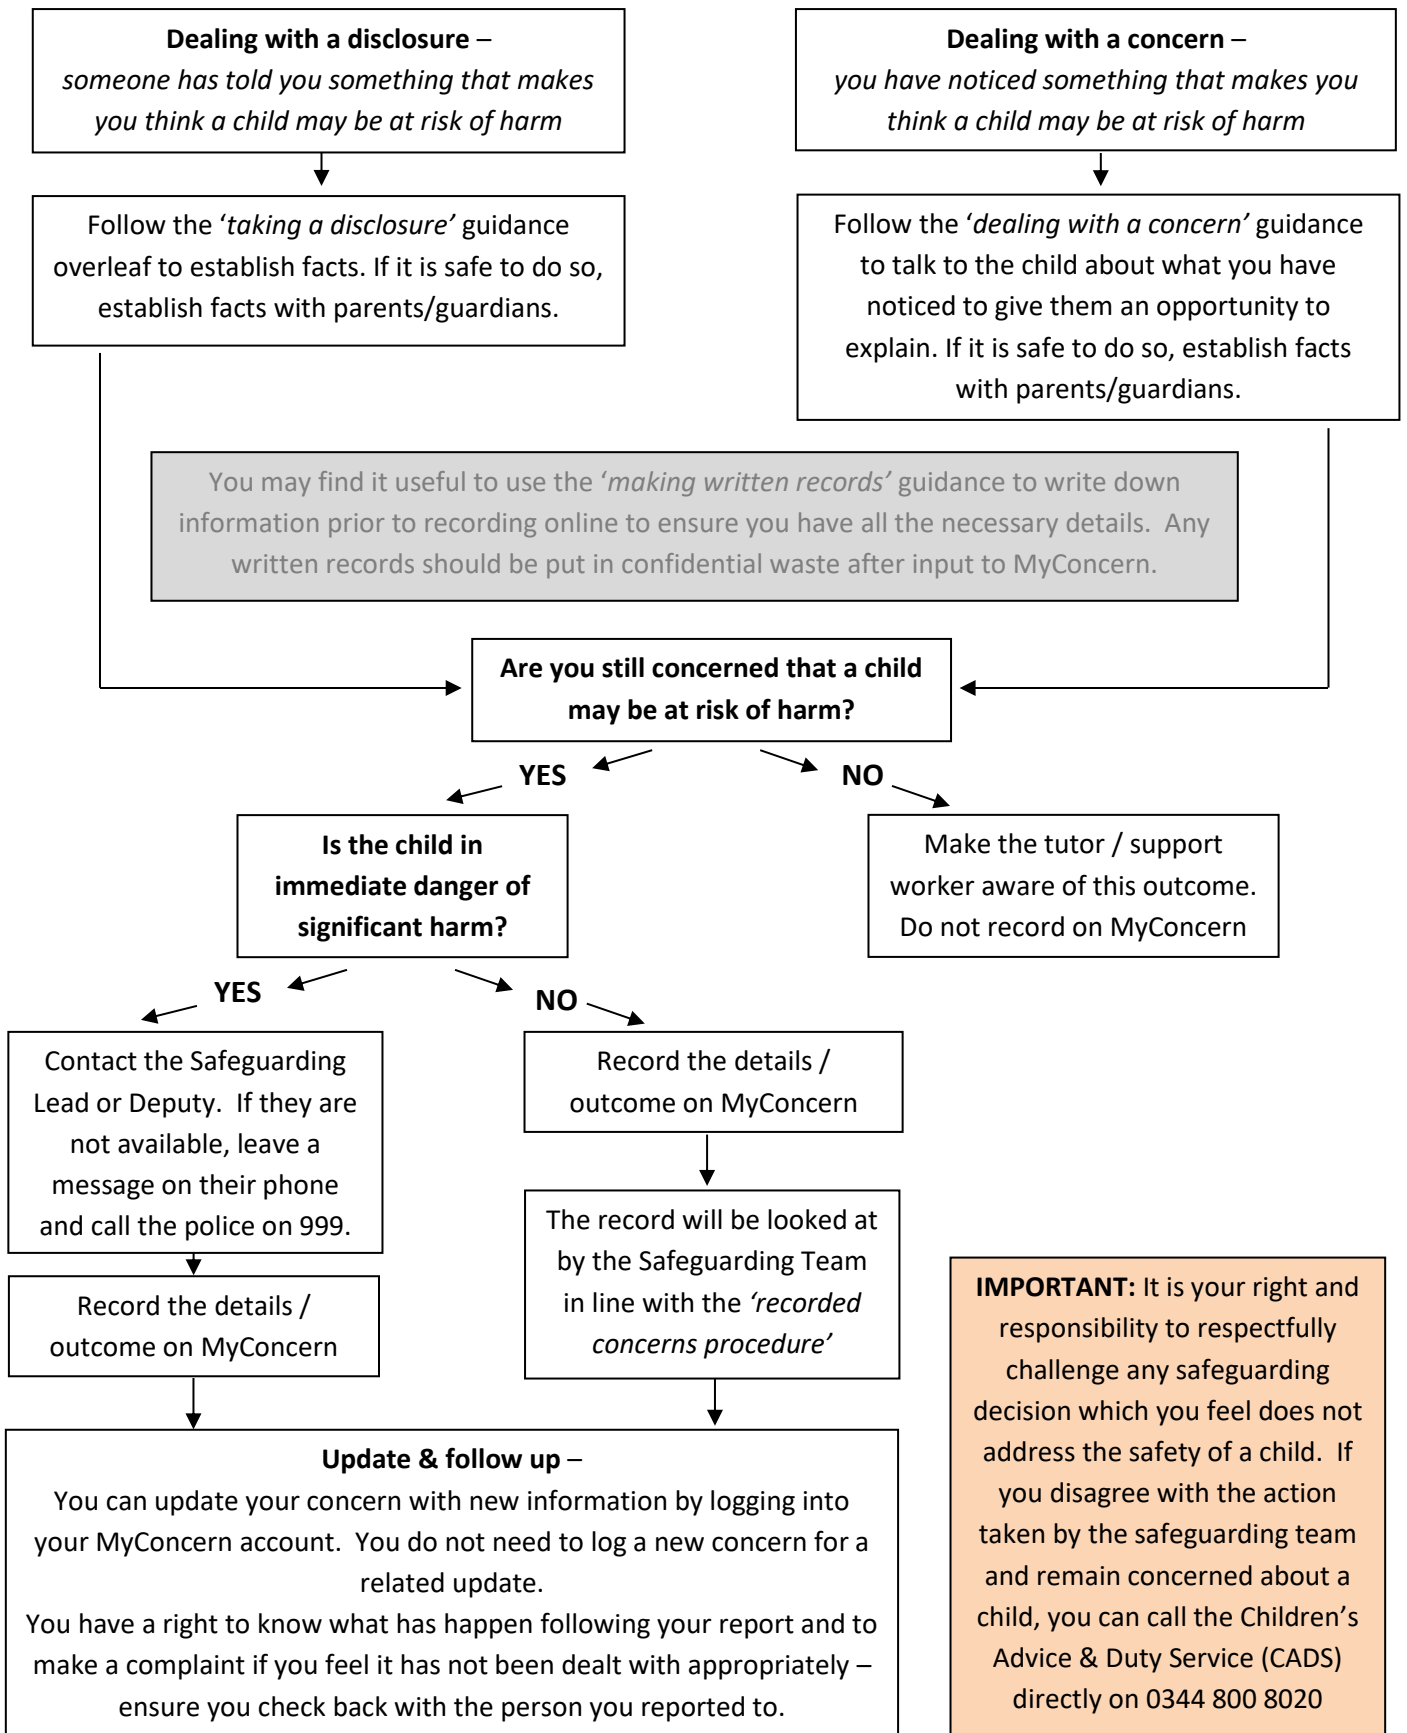 Dealing with a disclosure –
someone has told you something that makes
you think a child may be at risk of harm
Dealing with a concern –
you have noticed something that makes you
think a child may be at risk of harm
Follow the ‘taking a disclosure’ guidance
overleaf to establish facts. If it is safe to do so,
establish facts with parents/guardians.
Follow the ‘dealing with a concern’ guidance
to talk to the child about what you have
noticed to give them an opportunity to
explain. If it is safe to do so, establish facts
with parents/guardians.
You may find it useful to use the ‘making written records’ guidance to write down
information prior to recording online to ensure you have all the necessary details.  Any
written records should be put in confidential waste after input to MyConcern.
Are you still concerned that a child
may be at risk of harm?
YES
NO
Is the child in
immediate danger of
significant harm?
Make the tutor / support
worker aware of this outcome.
Do not record on MyConcern
YES
NO
Contact the Safeguarding
Lead or Deputy.  If they are
not available, leave a
message on their phone
and call the police on 999.
Record the details /
outcome on MyConcern
Record the details /
outcome on MyConcern
The record will be looked at
by the Safeguarding Team
in line with the ‘recorded
concerns procedure’
Update & follow up –
You can update your concern with new information by logging into
your MyConcern account.  You do not need to log a new concern for a
related update.
You have a right to know what has happen following your report and to
make a complaint if you feel it has not been dealt with appropriately –
ensure you check back with the person you reported to.
IMPORTANT: It is your right and
responsibility to respectfully
challenge any safeguarding
decision which you feel does not
address the safety of a child.  If
you disagree with the action
taken by the safeguarding team
and remain concerned about a
child, you can call the Children’s
Advice & Duty Service (CADS)
directly on 0344 800 8020